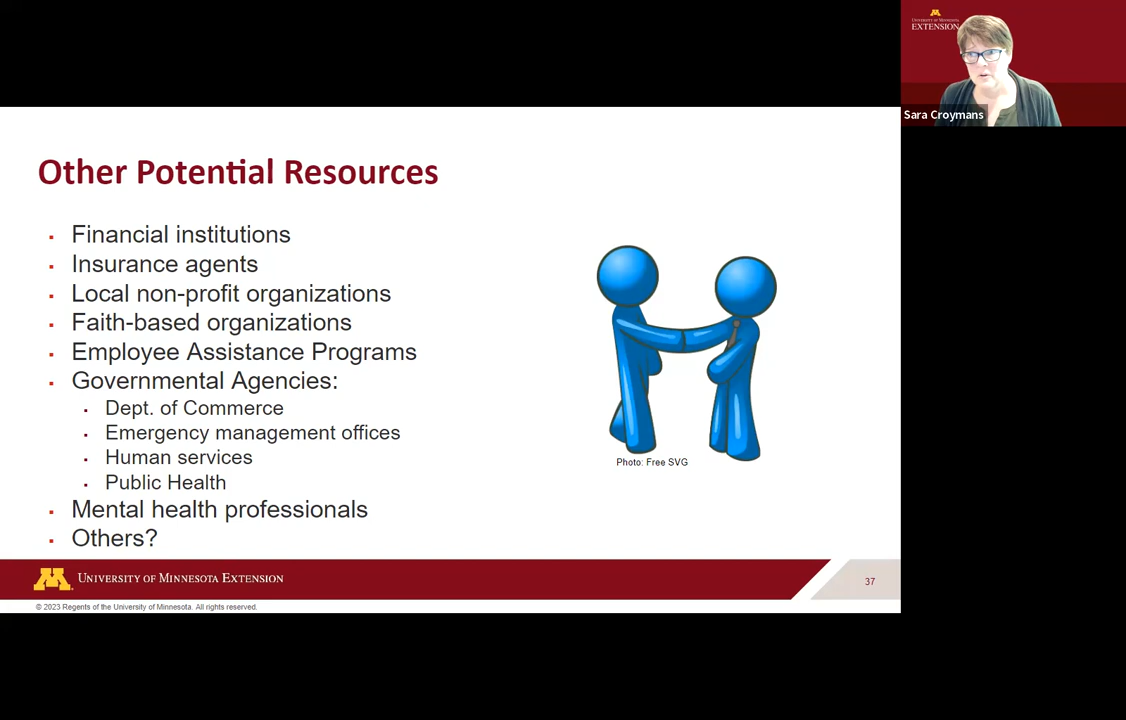 UNIVERSITY OF MINNESOTA
EXTENSION
Sara Croymans
Other Potential Resources
Financial institutions
Insurance agents
Local non-profit organizations
Faith-based organizations
Employee Assistance Programs
Governmental Agencies:
Dept. of Commerce
Emergency management offices
Human services
Public Health
Mental health professionals
Others?
Photo: Free SVG
M UNIVERSITY OF MINNESOTA EXTENSION
37
© 2023 Regents of the University of Minnesota. All rights reserved.